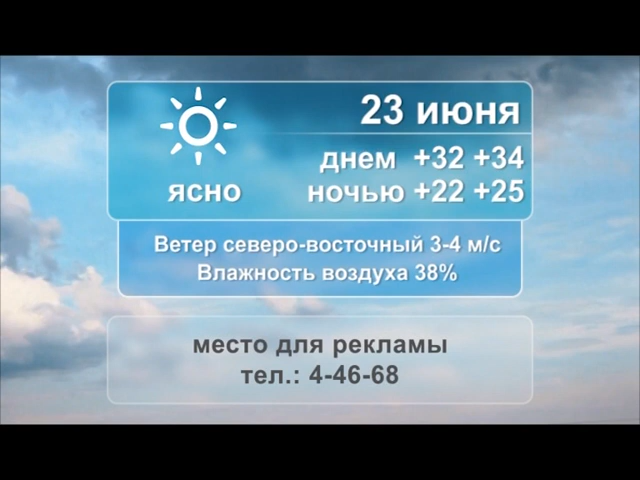 23 июня
ясно
днем +32 +34
ночью +22 +25
Ветер северо-восточный 3-4 м/с
Влажность воздуха 38%
место для рекламы
тел.: 4-46-68